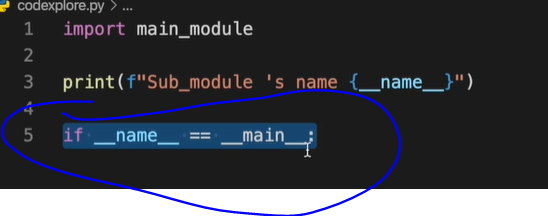 codexplore.py > ...
1 import main_module
2
3 print(f"Sub_module 's name {__name__}")
4
5 if __name__ == __main__: